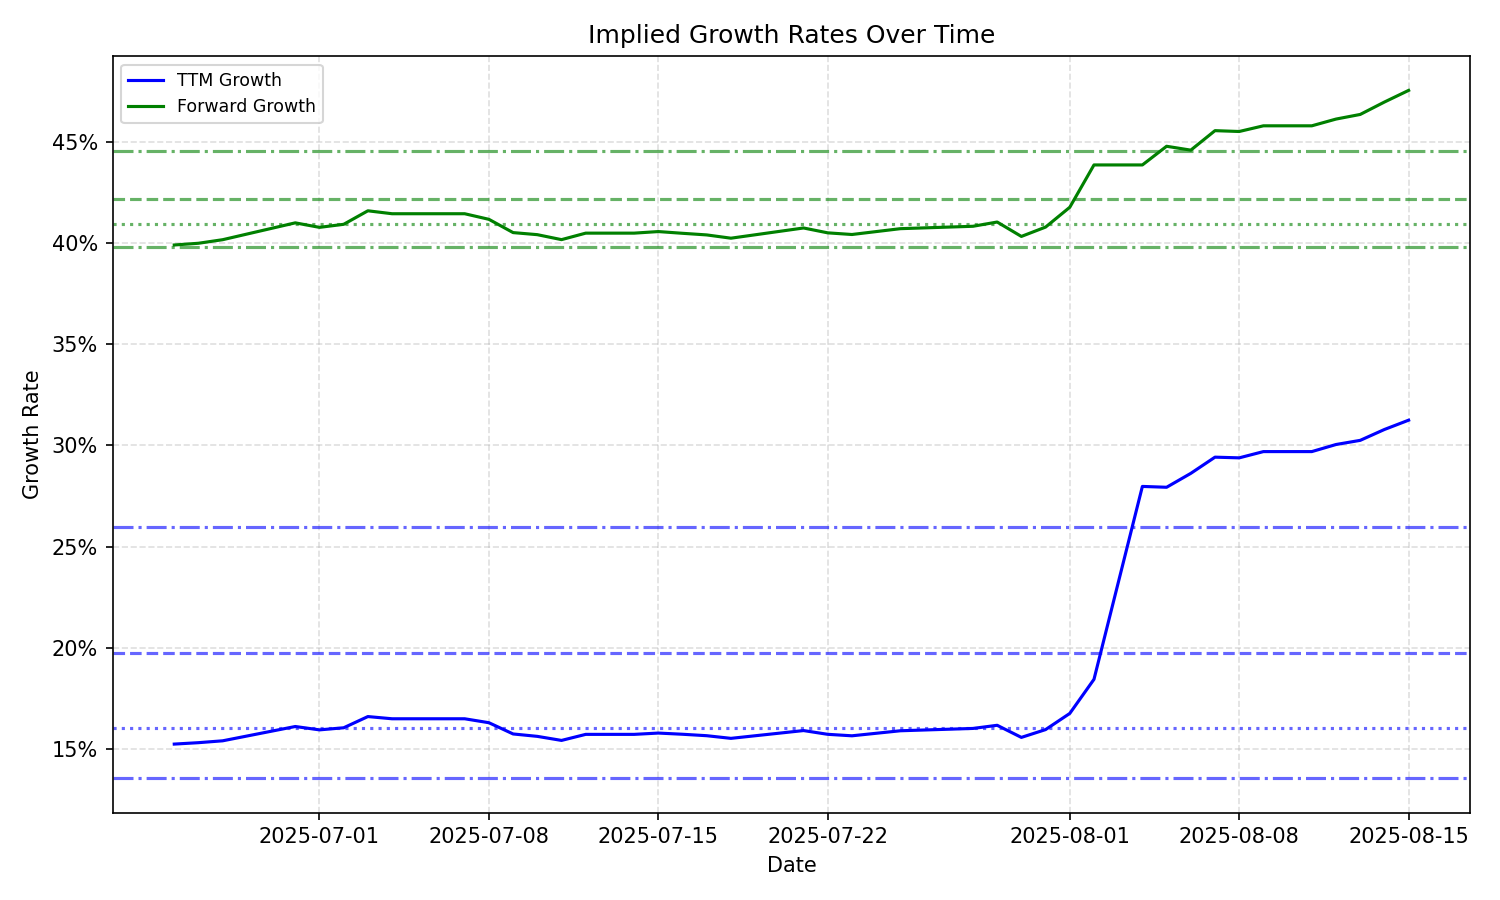 Implied Growth Rates Over Time
TTM Growth
Forward Growth
45%
40%
35%
30%
25%
20%
15%
Growth Rate
2025-07-01 2025-07-08 2025-07-15 2025-07-22 2025-08-01 2025-08-08 2025-08-15
Date